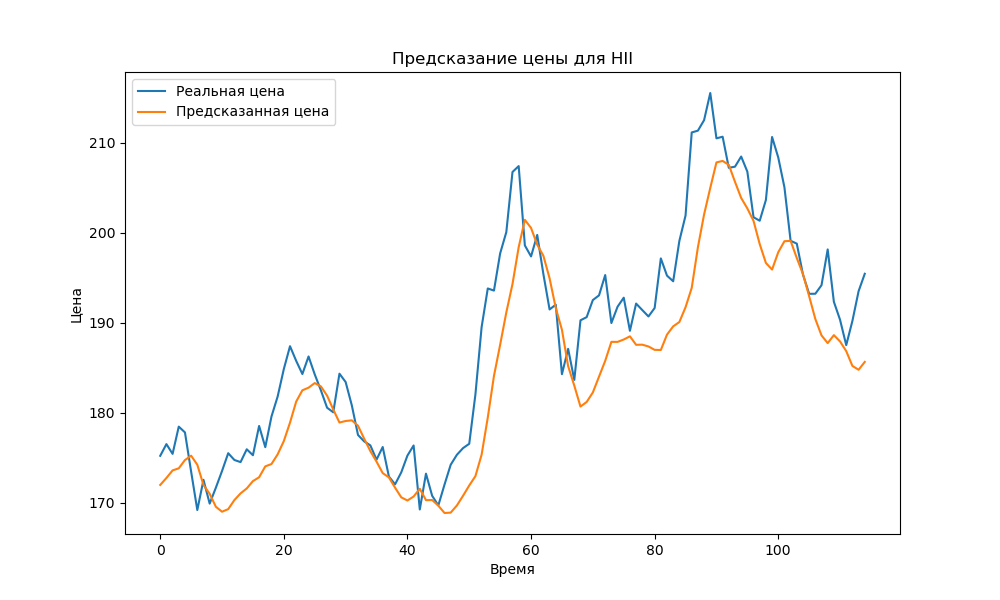 Предсказание цены для HII
Реальная цена
Предсказанная цена
210
200
190
180
170
Цена
0 20 40 60 80 100
Время